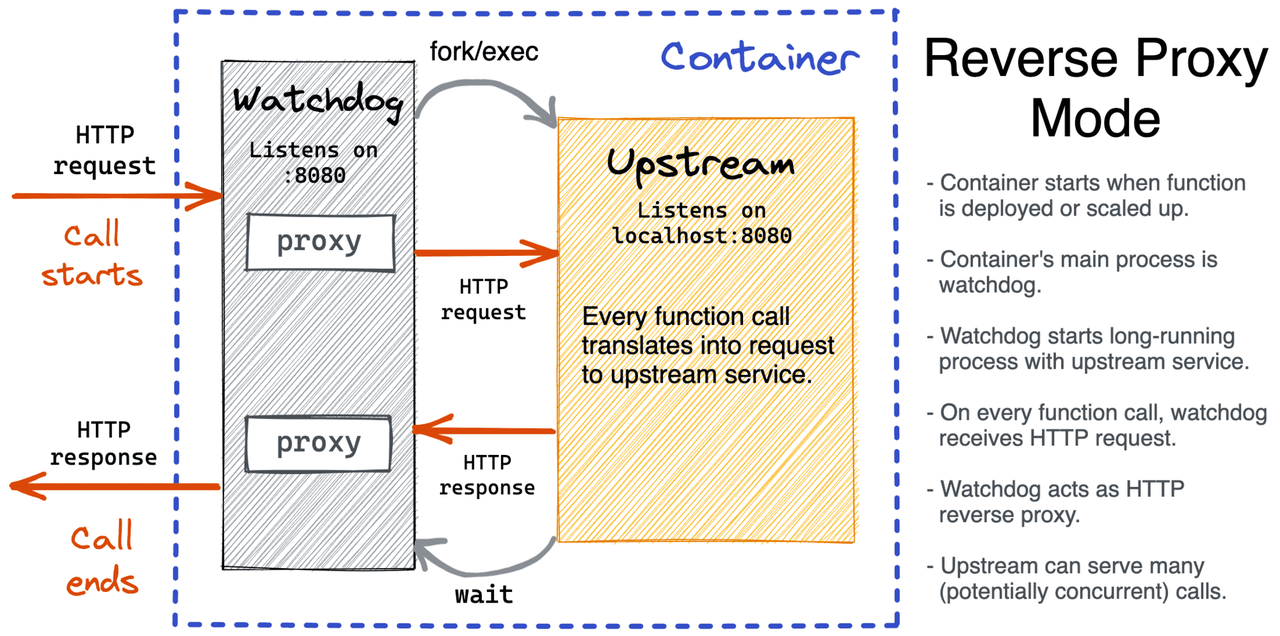 fork/exec
Container
Reverse Proxy
Mode
Watchdog
Listens on
:8080
HTTP
request
Call
starts
proxy
HTTP
request
Upstream
Listens on
localhost:8080
Every function call
translates into request
to upstream service.
proxy
HTTP
response
HTTP
response
Call
ends
wait
- Container starts when function
is deployed or scaled up.
- Container's main process is
watchdog.
- Watchdog starts long-running
process with upstream service.
- On every function call, watchdog
receives HTTP request.
- Watchdog acts as HTTP
reverse proxy.
- Upstream can serve many
(potentially concurrent) calls.